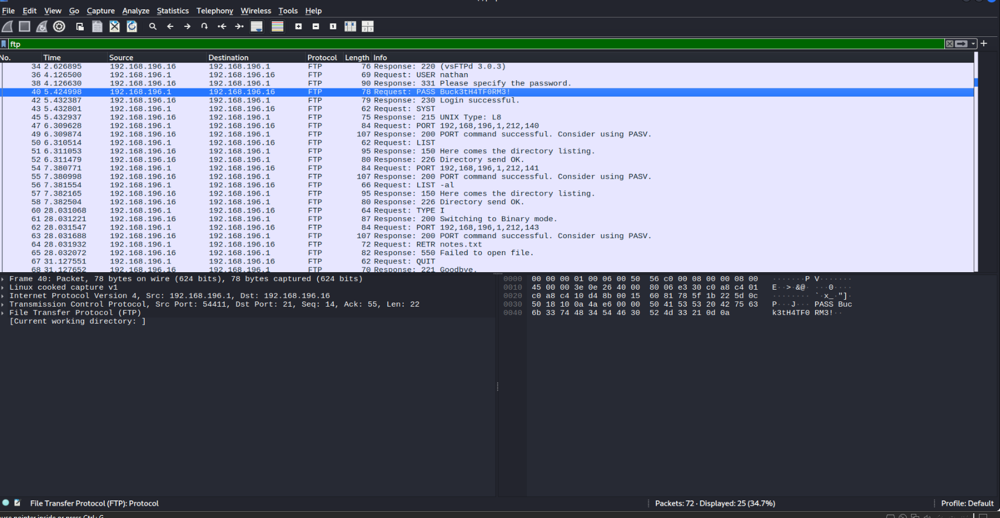 File Edit View Go Capture Analyze Statistics Telephony Wireless Tools Help
ftp
No. Time Source Destination Protocol Length Info
34 2.626895 192.168.196.16 192.168.196.1 FTP 76 Response: 220 (vsFTPd 3.0.3)
36 4.126500 192.168.196.1 192.168.196.16 FTP 69 Request: USER nathan
38 4.126630 192.168.196.16 192.168.196.1 FTP 90 Response: 331 Please specify the password.
40 5.424998 192.168.196.1 192.168.196.16 FTP 78 Request: PASS Buck3tH4TF0RM3!
42 5.432387 192.168.196.16 192.168.196.1 FTP 79 Response: 230 Login successful.
43 5.432801 192.168.196.1 192.168.196.16 FTP 62 Request: SYST
45 5.432937 192.168.196.16 192.168.196.1 FTP 75 Response: 215 UNIX Type: L8
47 6.309628 192.168.196.1 192.168.196.16 FTP 84 Request: PORT 192,168,196,1,212,140
49 6.309874 192.168.196.16 192.168.196.1 FTP 107 Response: 200 PORT command successful. Consider using PASV.
50 6.310514 192.168.196.1 192.168.196.16 FTP 62 Request: LIST
51 6.311053 192.168.196.16 192.168.196.1 FTP 95 Response: 150 Here comes the directory listing.
52 6.311479 192.168.196.16 192.168.196.1 FTP 80 Response: 226 Directory send OK.
54 7.380771 192.168.196.1 192.168.196.16 FTP 84 Request: PORT 192,168,196,1,212,141
55 7.380998 192.168.196.16 192.168.196.1 FTP 107 Response: 200 PORT command successful. Consider using PASV.
56 7.381554 192.168.196.1 192.168.196.16 FTP 66 Request: LIST -al
57 7.382165 192.168.196.16 192.168.196.1 FTP 95 Response: 150 Here comes the directory listing.
58 7.382504 192.168.196.16 192.168.196.1 FTP 80 Response: 226 Directory send OK.
60 28.031068 192.168.196.1 192.168.196.16 FTP 64 Request: TYPE I
61 28.031221 192.168.196.16 192.168.196.1 FTP 87 Response: 200 Switching to Binary mode.
62 28.031547 192.168.196.1 192.168.196.16 FTP 84 Request: PORT 192,168,196,1,212,143
63 28.031688 192.168.196.16 192.168.196.1 FTP 107 Response: 200 PORT command successful. Consider using PASV.
64 28.031932 192.168.196.1 192.168.196.16 FTP 72 Request: RETR notes.txt
65 28.032072 192.168.196.16 192.168.196.1 FTP 82 Response: 550 Failed to open file.
67 31.127551 192.168.196.1 192.168.196.16 FTP 62 Request: QUIT
68 31.127652 192.168.196.16 192.168.196.1 FTP 70 Response: 221 Goodbye.
Frame 40: Packet, 78 bytes on wire (624 bits), 78 bytes captured (624 bits)
Linux cooked capture v1
Internet Protocol Version 4, Src: 192.168.196.1, Dst: 192.168.196.16
Transmission Control Protocol, Src Port: 54411, Dst Port: 21, Seq: 14, Ack: 55, Len: 22
File Transfer Protocol (FTP)
[Current working directory: ]
0000 00 00 00 01 00 06 00 50 56 c0 00 08 00 00 08 00 ·······P V·······
0010 45 00 00 3e 0e 26 40 00 80 06 e3 30 c0 a8 c4 01 E··>·&@· ···0····
0020 c0 a8 c4 10 d4 8b 00 15 60 81 78 5f 1b 22 5d 0c ········ `·x_·"]·
0030 50 18 10 0a 4a e6 00 00 50 41 53 53 20 42 75 63 P···J··· PASS Buc
0040 6b 33 74 48 34 54 46 30 52 4d 33 21 0d 0a k3tH4TF0 RM3!··
File Transfer Protocol (FTP): Protocol
Packets: 72 · Displayed: 25 (34.7%)
Profile: Default
use pointer inside or press Ctrl+G